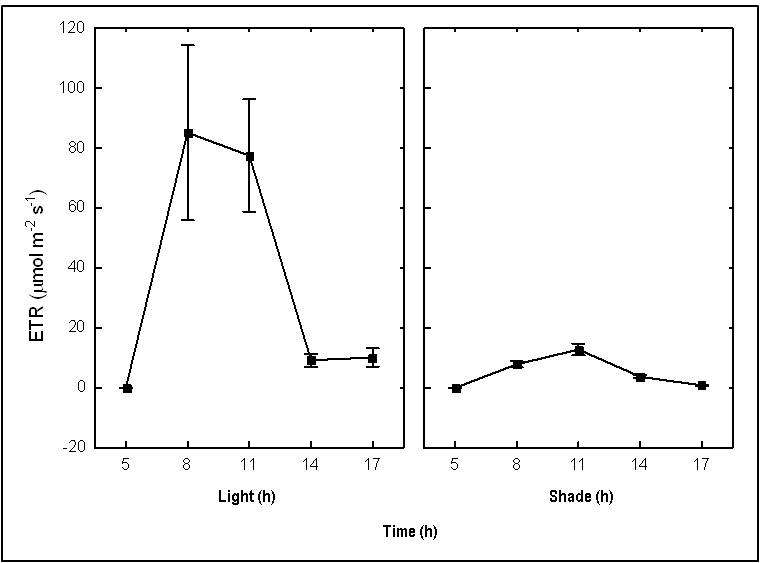 120
100
80
60
40
20
0
-20
ETR (μmol m-2 s-1)
5 8 11 14 17
5 8 11 14 17
Light (h)
Shade (h)
Time (h)